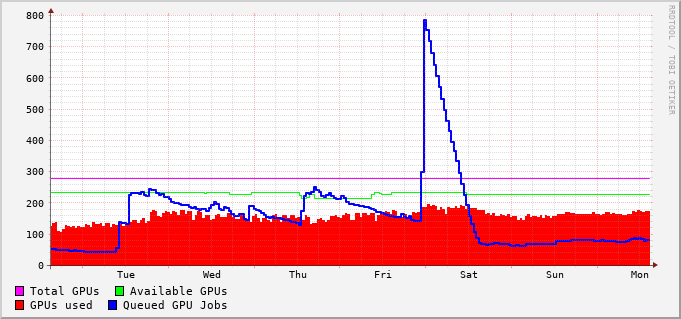 800
700
600
500
400
300
200
100
0
Tue Wed Thu Fri Sat Sun Mon
Total GPUs Available GPUs
GPUs used Queued GPU Jobs
RRDTOOL / TOBI OETIKER